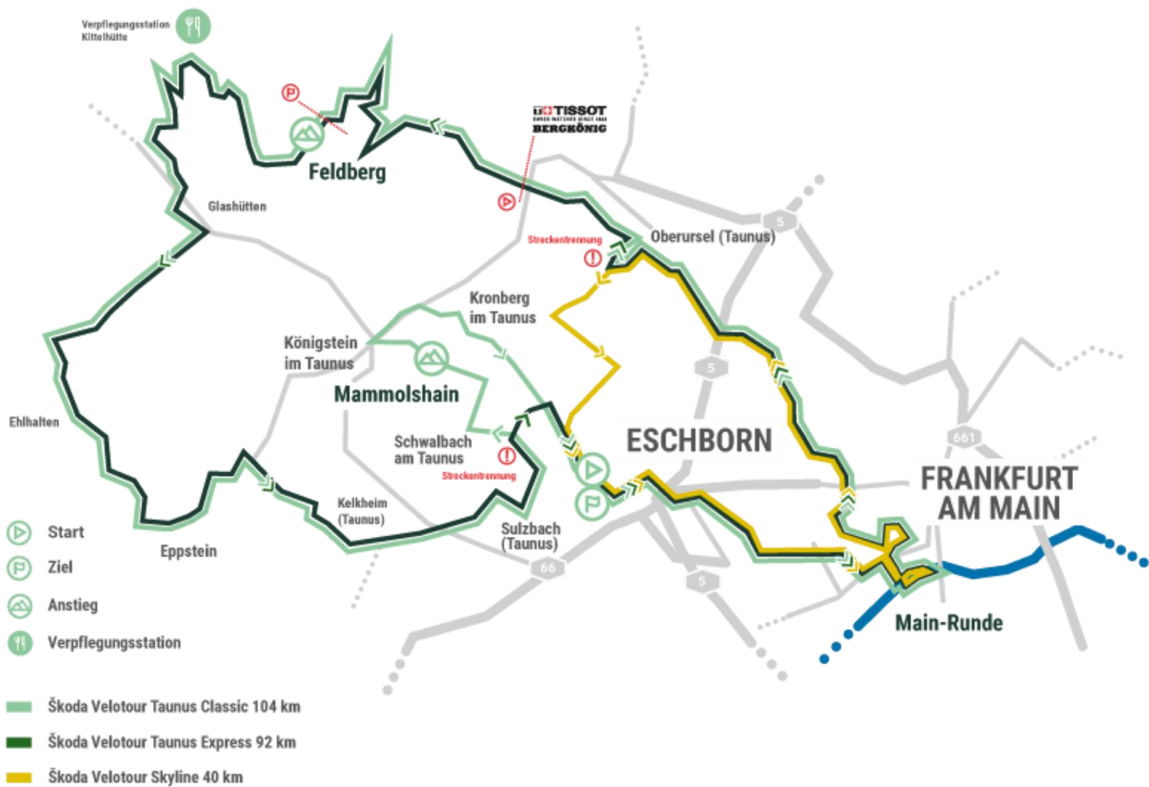 Verpflegungsstation
Kittelhütte
TISSOT
BERGKÖNIG
Feldberg
Glashütten
Streckentrennung
Oberursel (Taunus)
5
Kronberg
im Taunus
Königstein
im Taunus
5
Mammolshain
Ehlhalten
Schwalbach
am Taunus
Streckentrennung
ESCHBORN
661
FRANKFURT
AM MAIN
Kelkheim
(Taunus)
Sulzbach
(Taunus)
Eppstein
66
5
Main-Runde
Start
Ziel
Anstieg
Verpflegungsstation
Škoda Velotour Taunus Classic 104 km
Škoda Velotour Taunus Express 92 km
Škoda Velotour Skyline 40 km